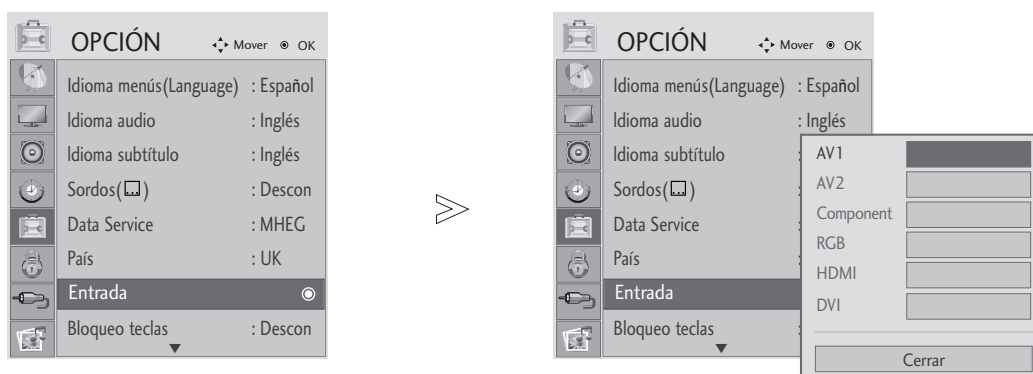 OPCIÓN Mover OK
Idioma menús(Language) : Español
Idioma audio : Inglés
Idioma subtítulo : Inglés
Sordos( ) : Descon
Data Service : MHEG
País : UK
Entrada
Bloqueo teclas : Descon
OPCIÓN Mover OK
Idioma menús(Language) : Español
Idioma audio : Inglés
Idioma subtítulo :
Sordos( )
Data Service :
País :
Entrada
Bloqueo teclas :
AV1
AV2
Component
RGB
HDMI
DVI
Cerrar